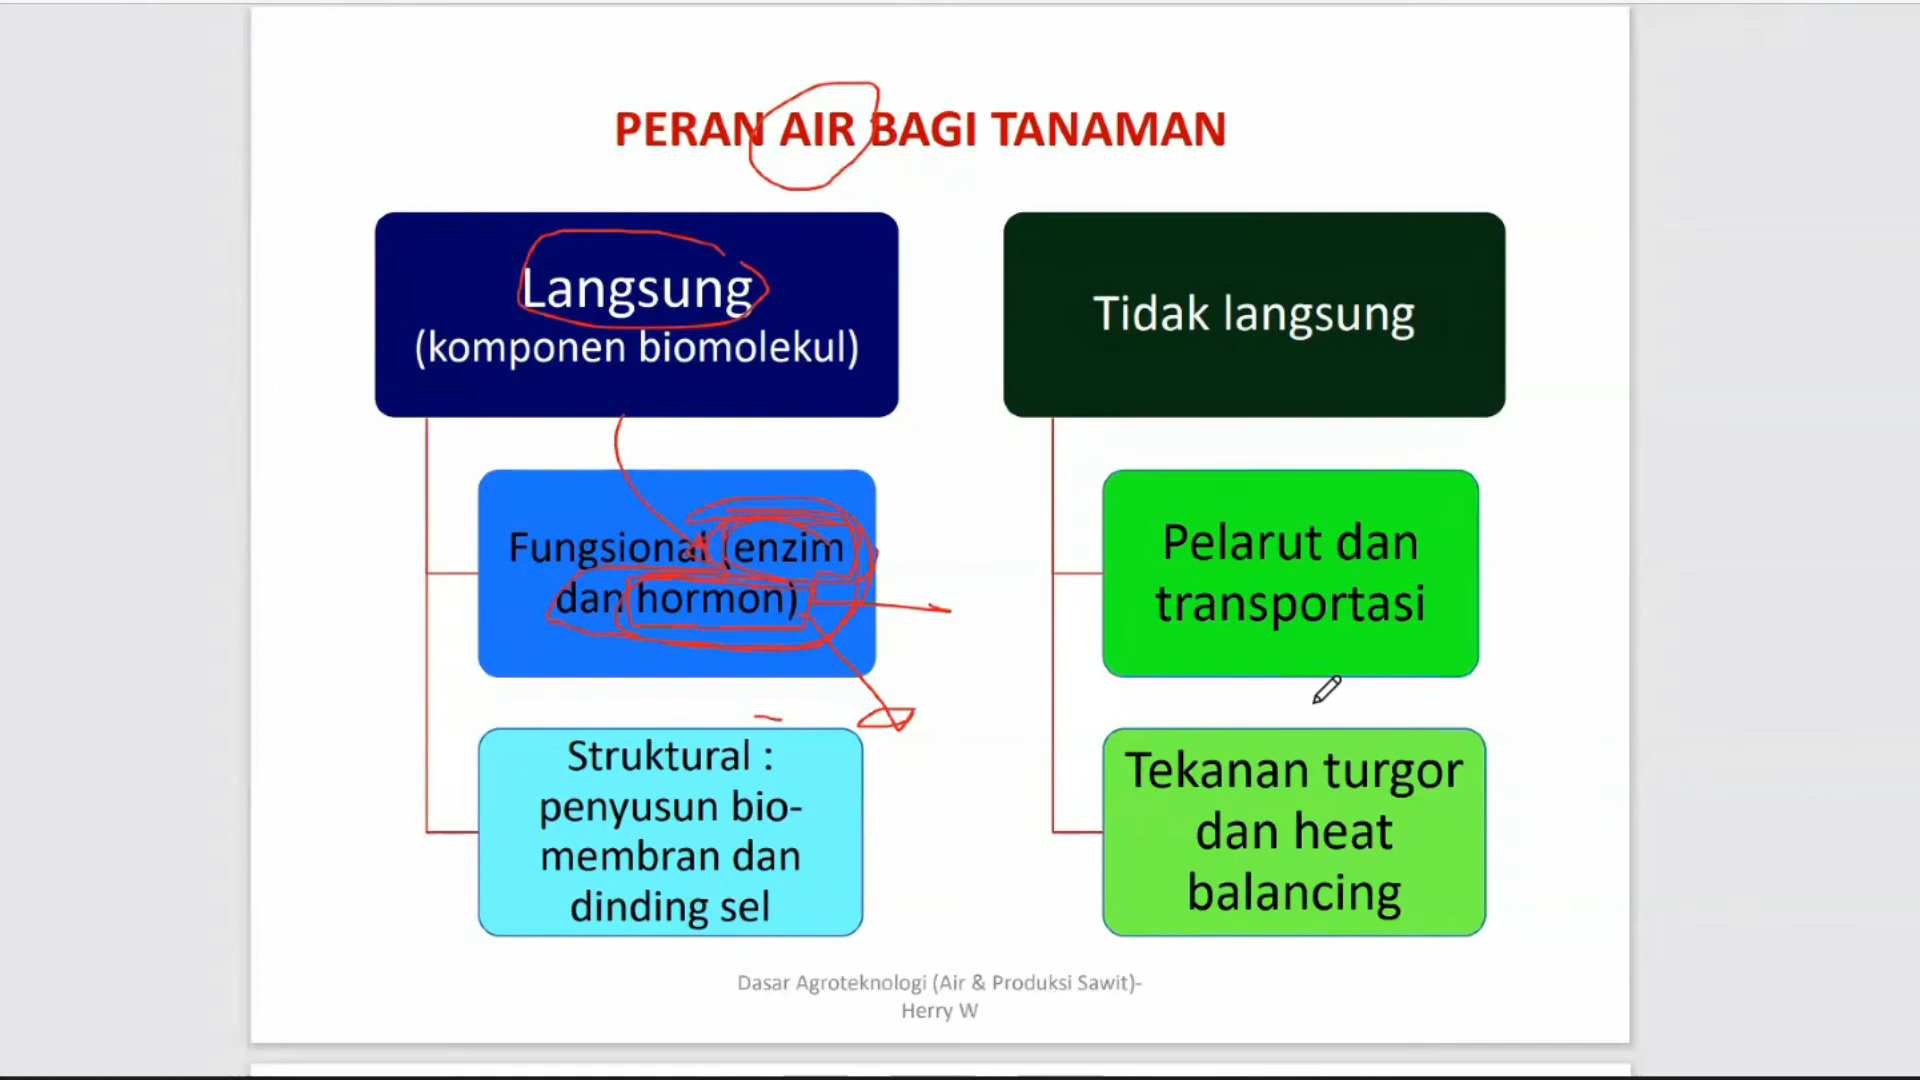 PERAN AIR BAGI TANAMAN
Langsung
(komponen biomolekul)
Fungsional (enzim
dan hormon)
Struktural :
penyusun bio-
membran dan
dinding sel
Tidak langsung
Pelarut dan
transportasi
Tekanan turgor
dan heat
balancing
Dasar Agroteknologi (Air & Produksi Sawit)-
Herry W